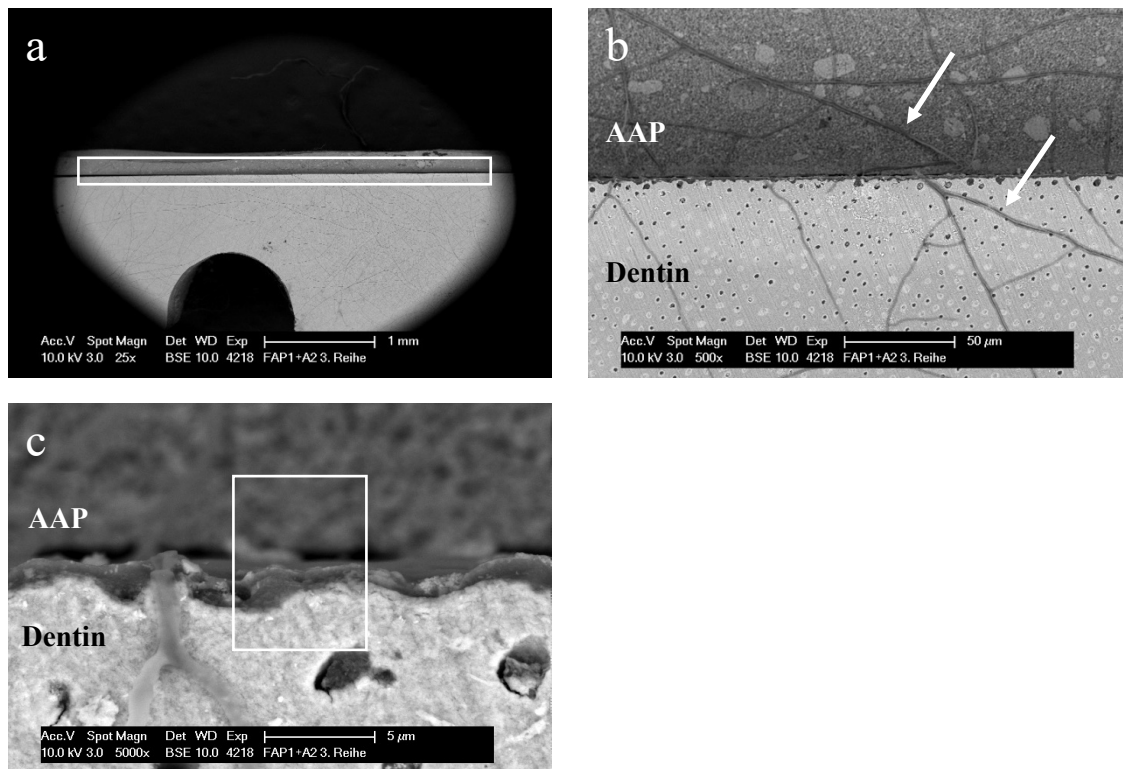 a
Acc.V Spot Magn Det WD Exp 1 mm
10.0 kV 3.0 25x BSE 10.0 4218 FAP1+A2 3. Reihe
b
AAP
Dentin
Acc.V Spot Magn Det WD Exp 50 µm
10.0 kV 3.0 500x BSE 10.0 4218 FAP1+A2 3. Reihe
c
AAP
Dentin
Acc.V Spot Magn Det WD Exp 5 µm
10.0 kV 3.0 5000x BSE 10.0 4218 FAP1+A2 3. Reihe